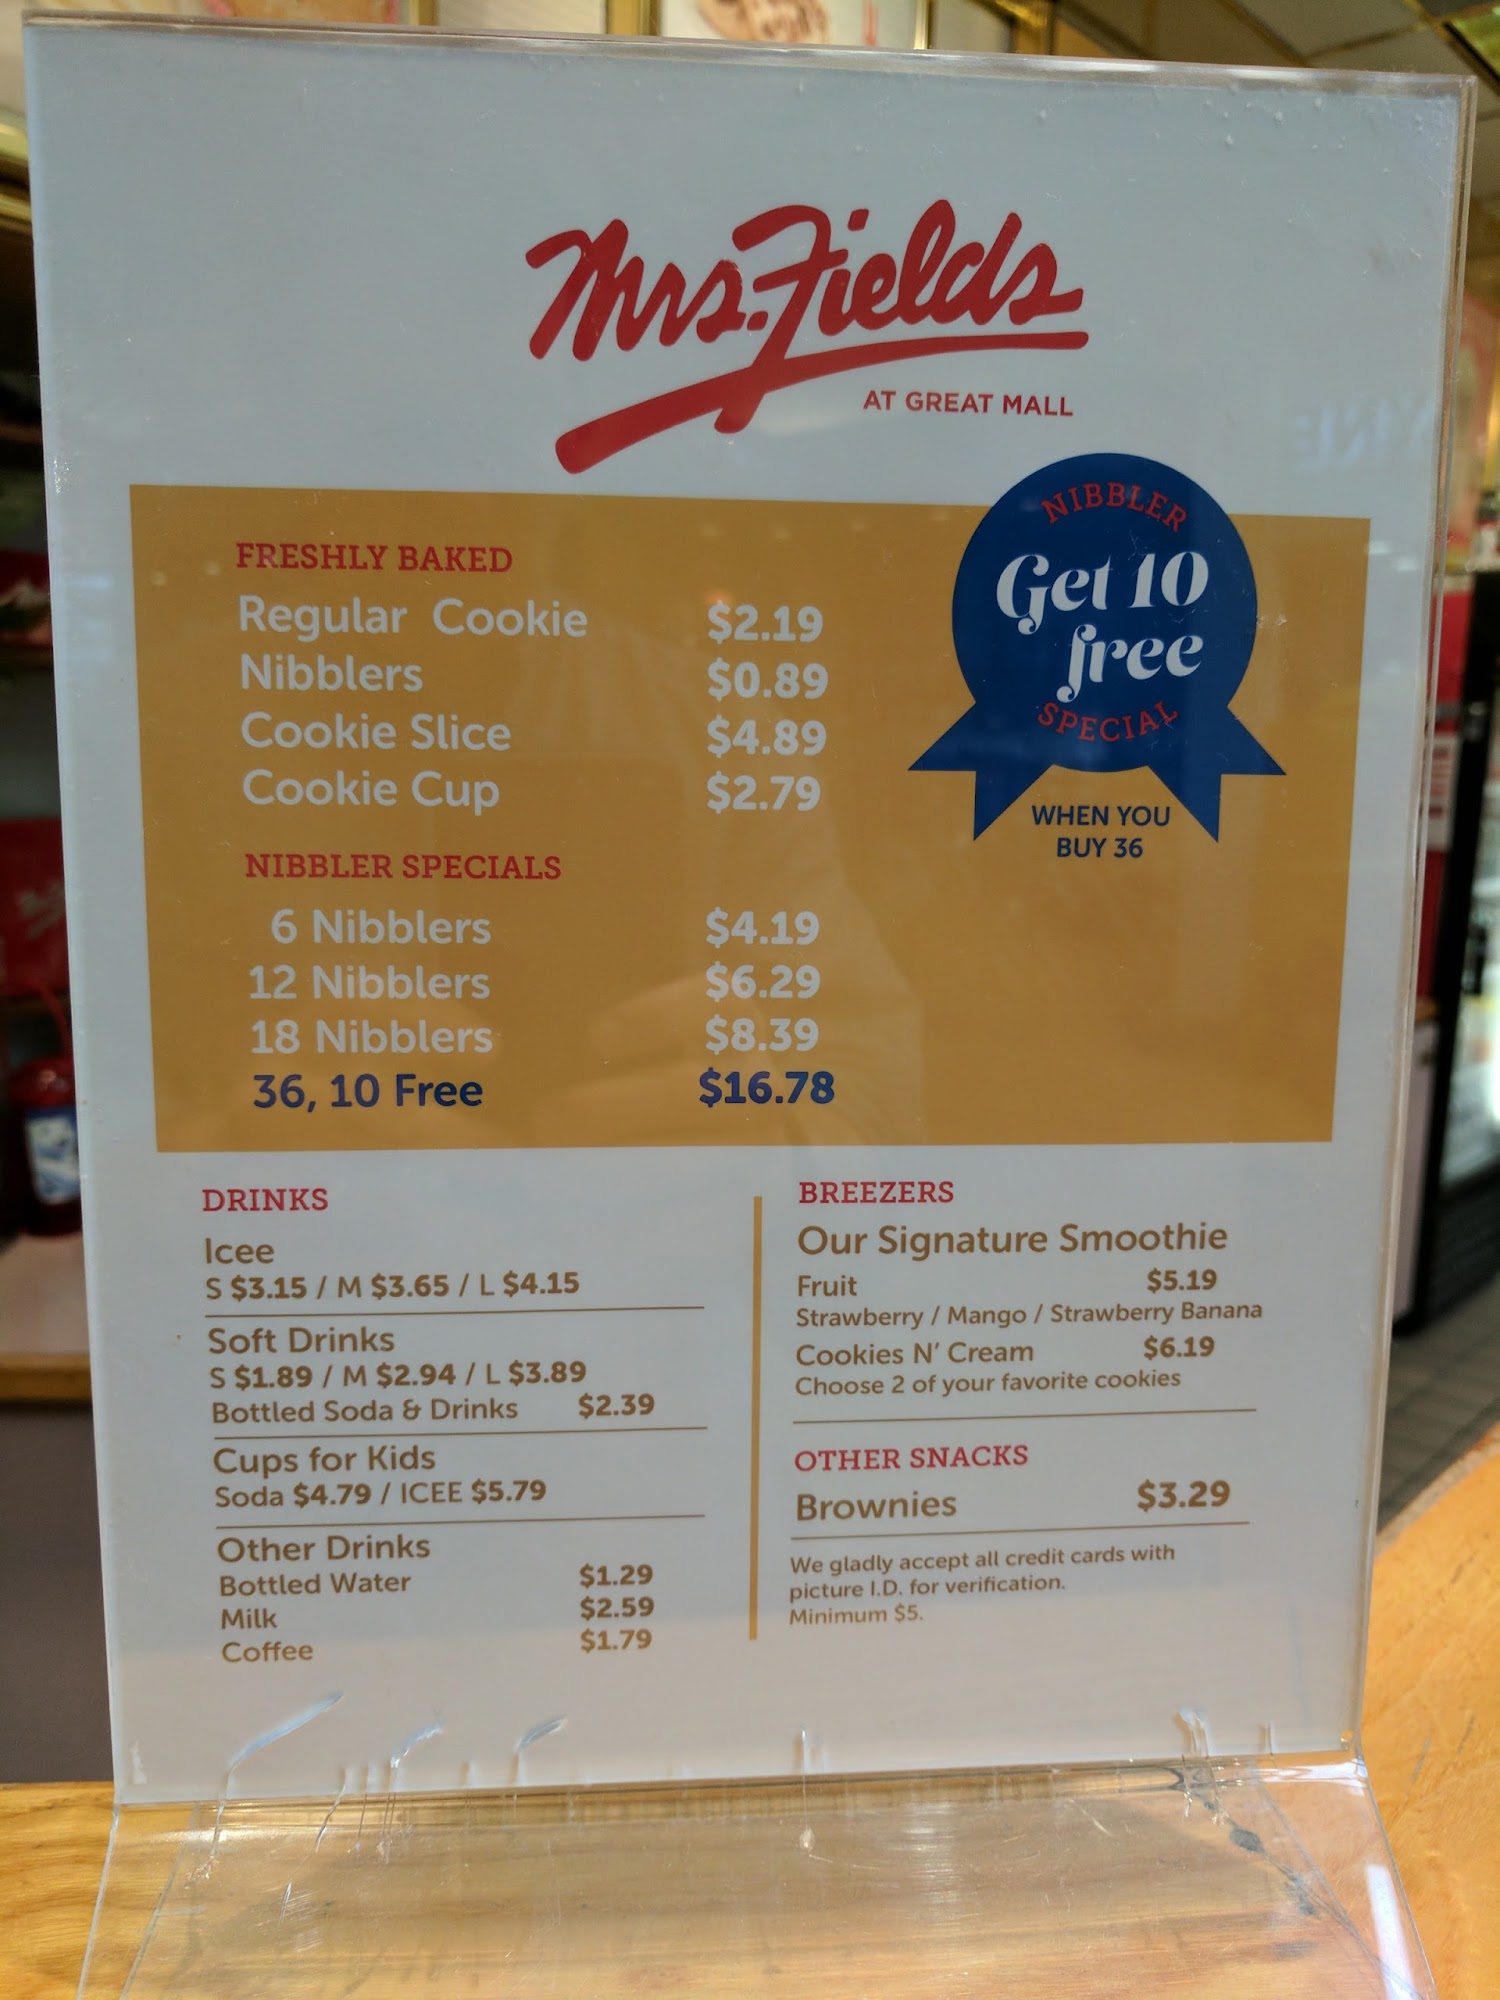 Mrs. Fields
AT GREAT MALL
NIBBLER
Get 10
free
SPECIAL
WHEN YOU
BUY 36
FRESHLY BAKED
Regular Cookie $2.19
Nibblers $0.89
Cookie Slice $4.89
Cookie Cup $2.79
NIBBLER SPECIALS
6 Nibblers $4.19
12 Nibblers $6.29
18 Nibblers $8.39
36, 10 Free $16.78
DRINKS
Icee
S $3.15 / M $3.65 / L $4.15
Soft Drinks
S $1.89 / M $2.94 / L $3.89
Bottled Soda & Drinks $2.39
Cups for Kids
Soda $4.79 / ICEE $5.79
Other Drinks
Bottled Water $1.29
Milk $2.59
Coffee $1.79
BREEZERS
Our Signature Smoothie
Fruit $5.19
Strawberry / Mango / Strawberry Banana
Cookies N' Cream $6.19
Choose 2 of your favorite cookies
OTHER SNACKS
Brownies $3.29
We gladly accept all credit cards with
picture I.D. for verification.
Minimum $5.